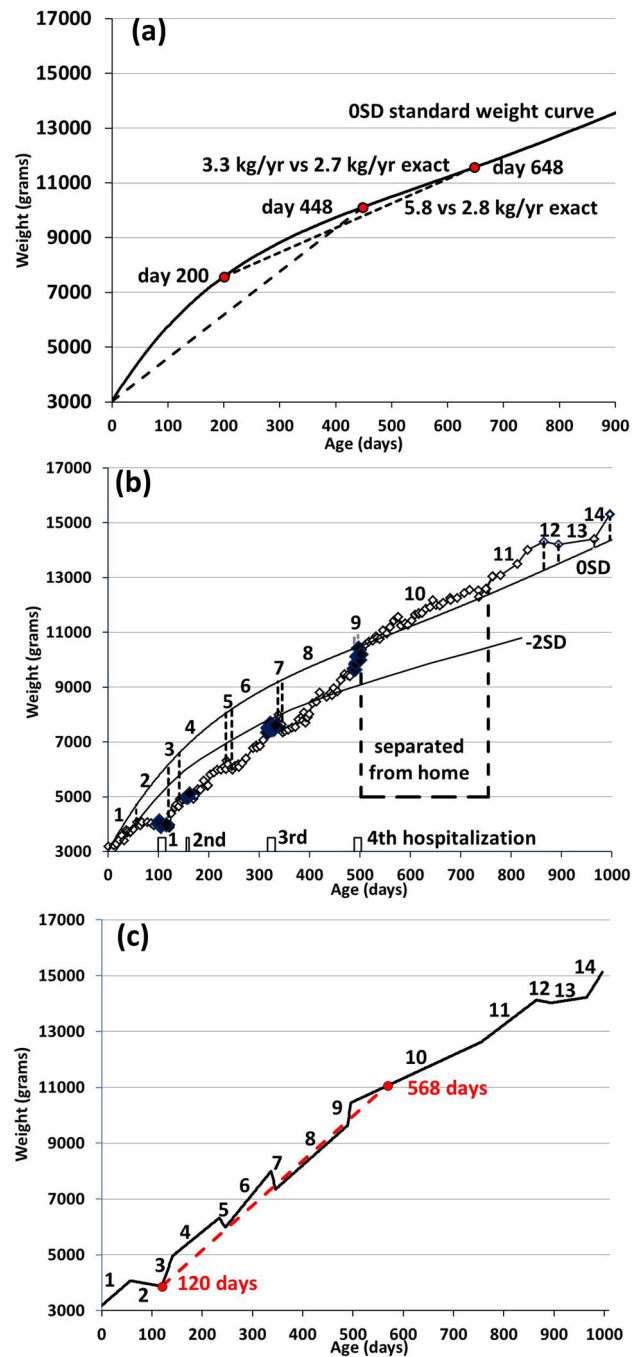 (a)
17000
15000
13000
11000
9000
7000
5000
3000
Weight (grams)
0SD standard weight curve
3.3 kg/yr vs 2.7 kg/yr exact
day 648
day 448
5.8 vs 2.8 kg/yr exact
day 200
0 100 200 300 400 500 600 700 800 900
Age (days)
(b)
17000
15000
13000
11000
9000
7000
5000
3000
Weight (grams)
1 2 3 4 5 6 7 8 9 10 11 12 13 14
0SD
-2SD
separated
from home
1 2nd 3rd 4th hospitalization
0 100 200 300 400 500 600 700 800 900 1000
Age (days)
(c)
17000
15000
13000
11000
9000
7000
5000
3000
Weight (grams)
1 2 3 4 5 6 7 8 9 10 11 12 13 14
568 days
120 days
0 100 200 300 400 500 600 700 800 900 1000
Age (days)